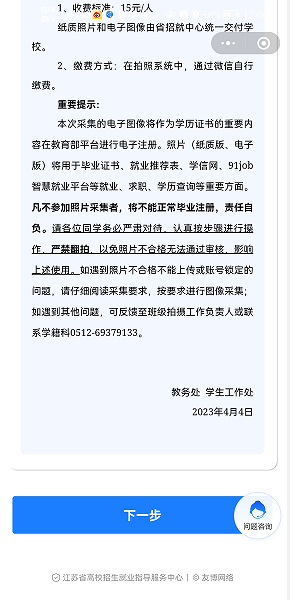 1、收费标准：15元/人
纸质照片和电子图像由省招就中心统一交付学
校。
2、缴费方式：在拍照系统中，通过微信自行
缴费。
重要提示：
本次采集的电子图像将作为学历证书的重要内
容在教育部平台进行电子注册。照片（纸质版、电子
版）将用于毕业证书、就业推荐表、学信网、91job
智慧就业平台等就业、求职、学历查询等重要方面。
凡不参加照片采集者，将不能正常毕业注册，责任自
负。请各位同学务必严肃对待，认真按步骤进行操
作，严禁翻拍，以免照片不合格无法通过审核，影响
上述使用。如遇到照片不合格不能上传或账号锁定的
问题，请仔细阅读采集要求，按要求进行图像采集；
如遇到其他问题，可反馈至班级拍摄工作负责人或联
系学籍科0512-69379133。
教务处 学生工作处
2023年4月4日
下一步
问题咨询
江苏省高校招生就业指导服务中心 | © 友博网络